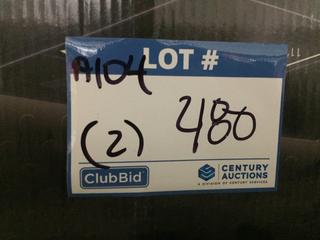 LOT #
A104
480
(2)
ClubBid
CENTURY
AUCTIONS
A DIVISION OF CENTURY SERVICES